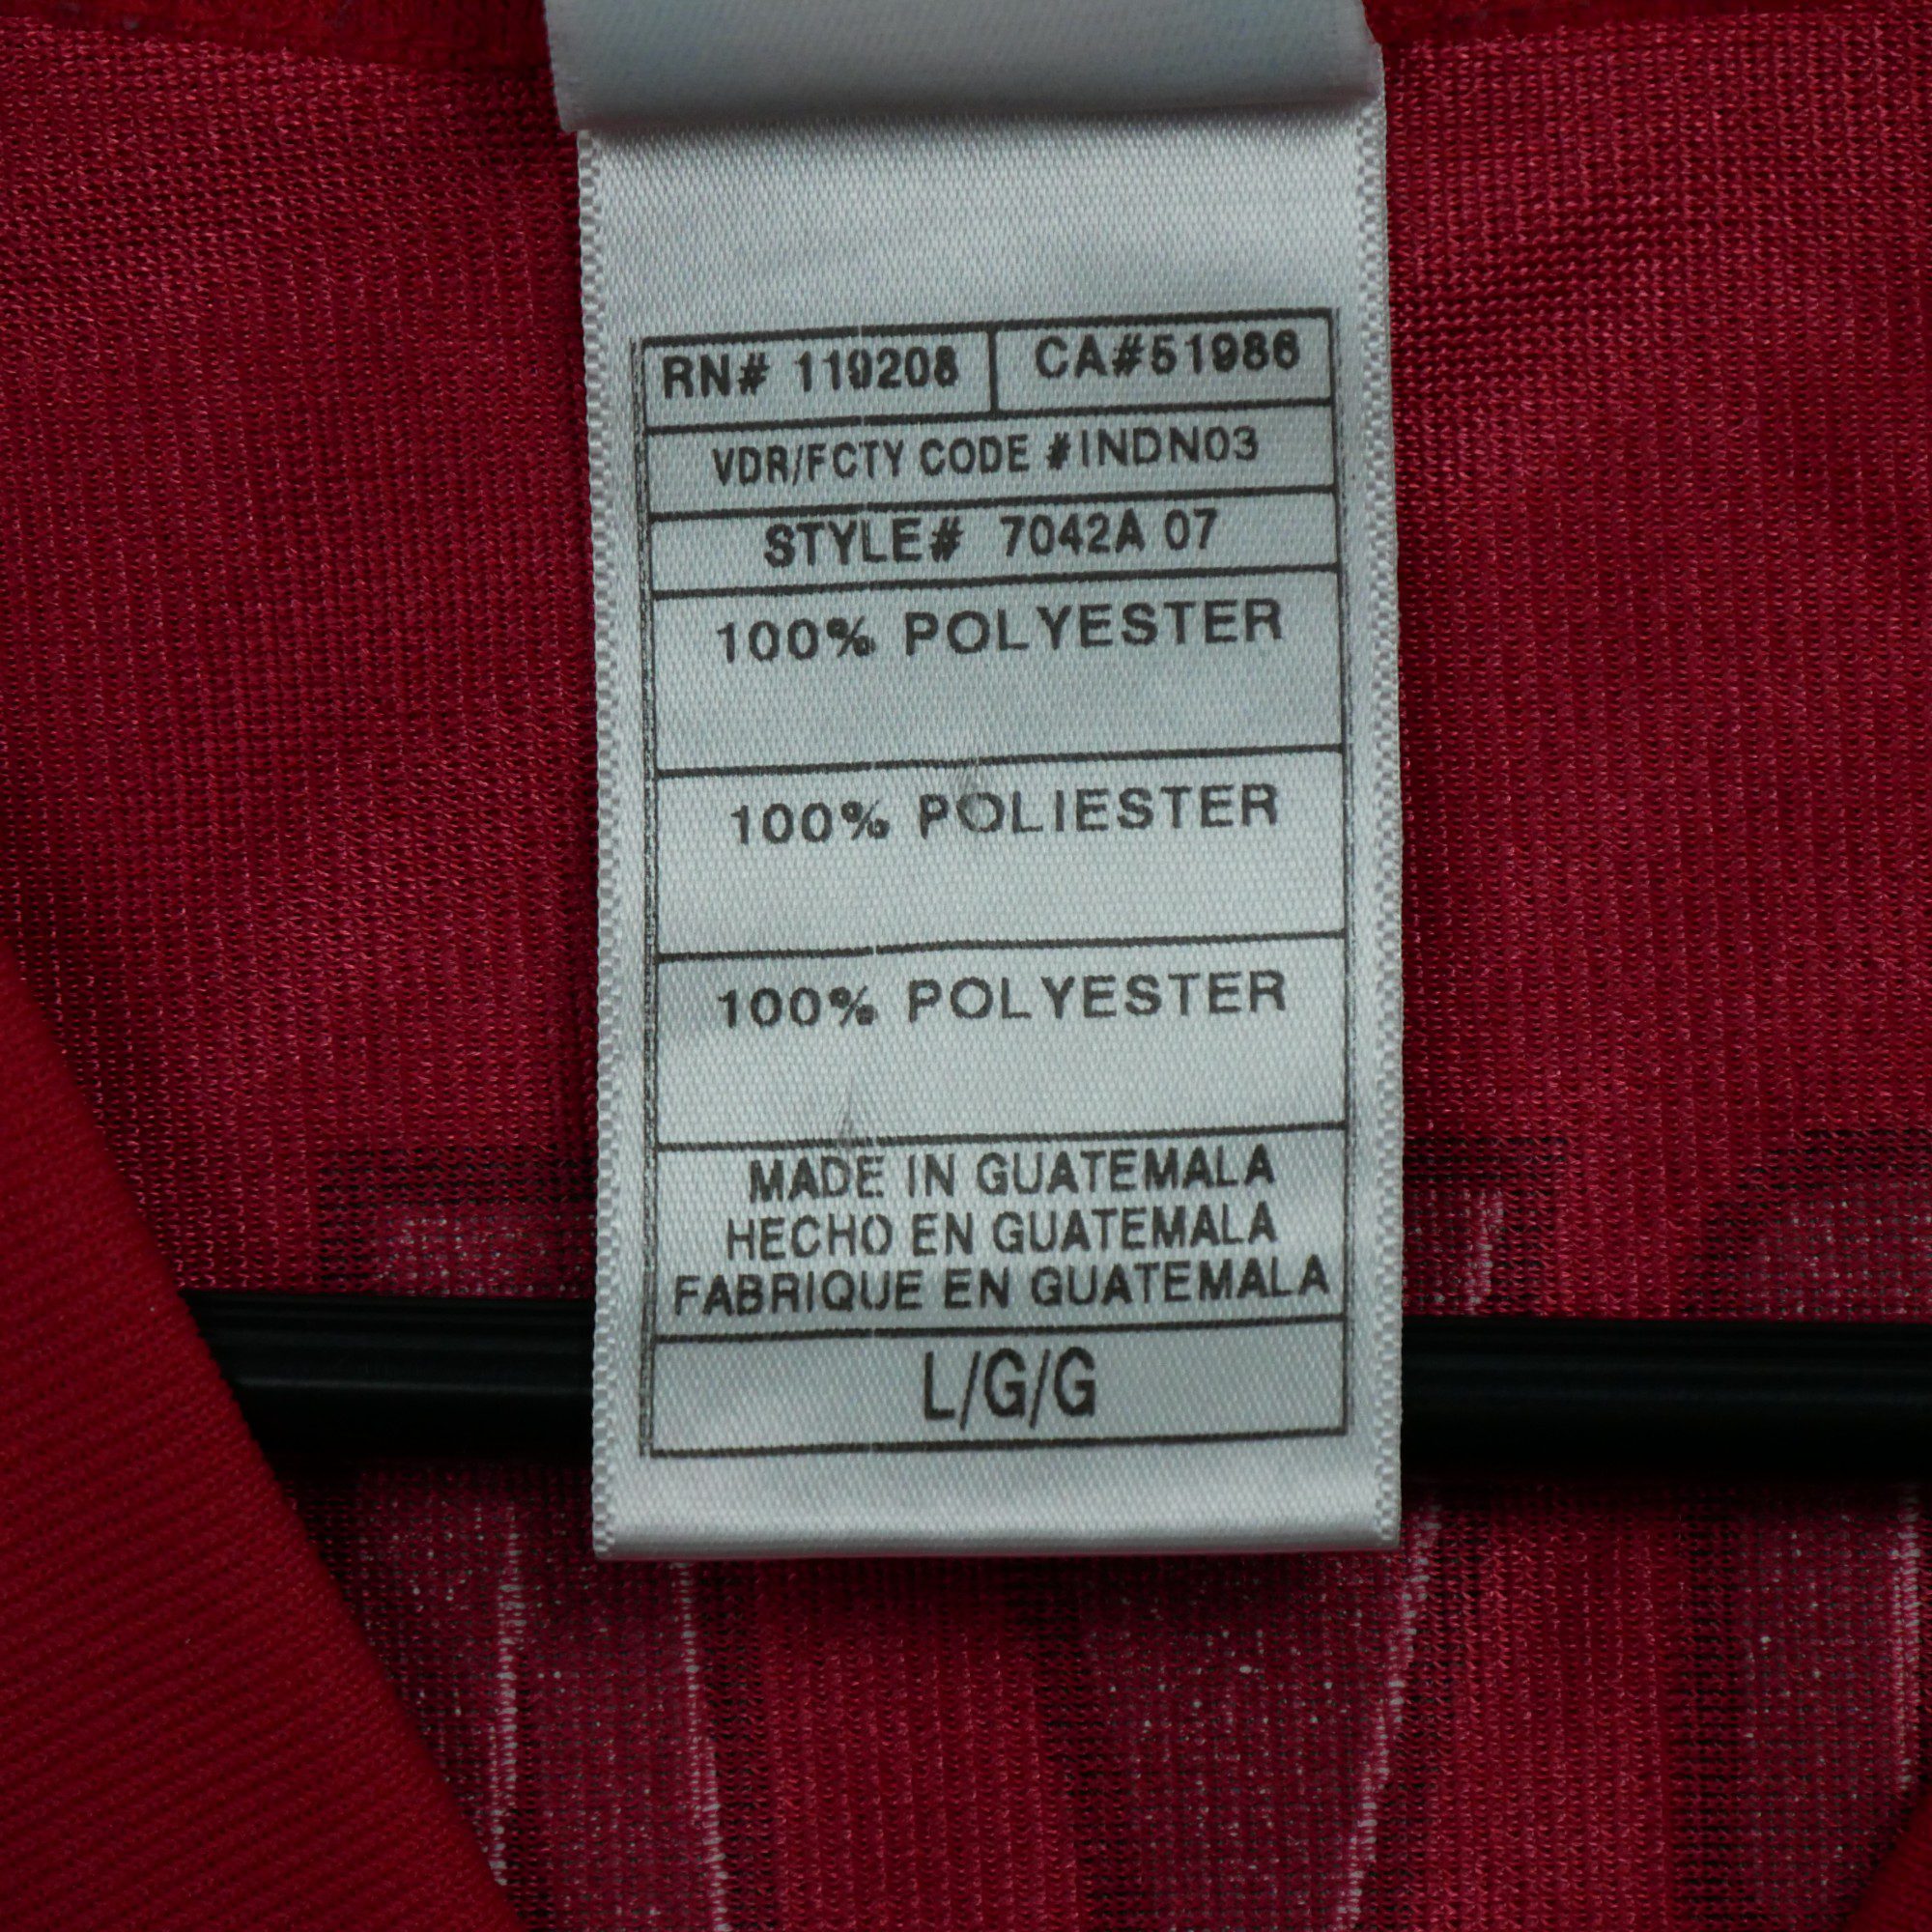 RN# 119208 CA#51986
VDR/FCTY CODE #INDN03
STYLE# 7042A 07
100% POLYESTER
100% POLIESTER
100% POLYESTER
MADE IN GUATEMALA
HECHO EN GUATEMALA
FABRIQUE EN GUATEMALA
L/G/G